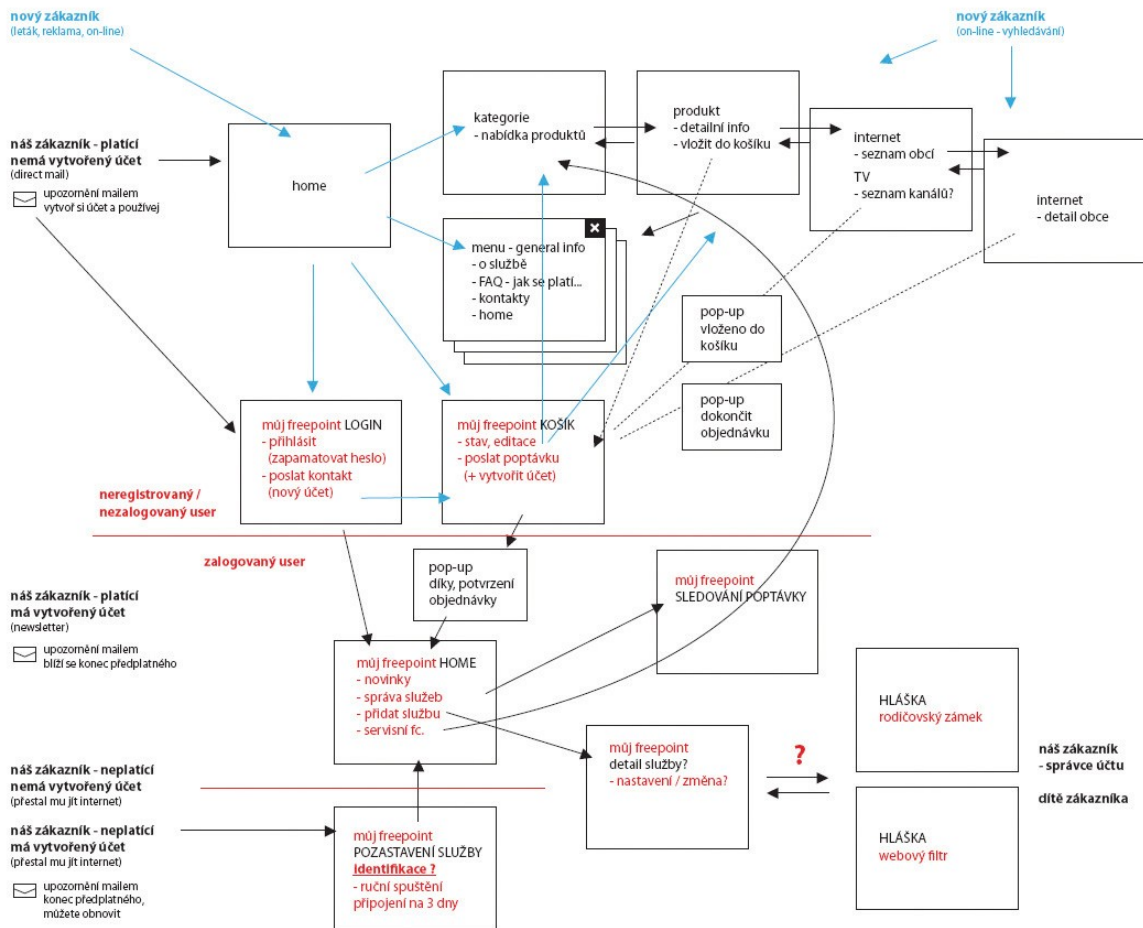 nový zákazník
(leták, reklama, on-line)
nový zákazník
(on-line - vyhledávání)
náš zákazník - platící
nemá vytvořený účet
(direct mail)
upozornění mailem
vytvoř si účet a používej
home
kategorie
- nabídka produktů
produkt
- detailní info
- vložit do košíku
internet
- seznam obcí
TV
- seznam kanálů?
internet
- detail obce
menu - general info
- o službě
- FAQ - jak se platí...
- kontakty
- home
pop-up
vloženo do
košíku
pop-up
dokončit
objednávku
můj freepoint LOGIN
- přihlásit
(zapamatovat heslo)
- poslat kontakt
(nový účet)
můj freepoint KOŠÍK
- stav, editace
- poslat poptávku
(+ vytvořit účet)
neregistrovaný /
nezalogovaný user
zalogovaný user
pop-up
díky, potvrzení
objednávky
můj freepoint
SLEDOVÁNÍ POPTÁVKY
náš zákazník - platící
má vytvořený účet
(newsletter)
upozornění mailem
blíží se konec předplatného
můj freepoint HOME
- novinky
- správa služeb
- přidat službu
- servisní fc.
můj freepoint
detail služby?
- nastavení / změna?
?
HLÁŠKA
rodičovský zámek
náš zákazník
- správce účtu
dítě zákazníka
HLÁŠKA
webový filtr
náš zákazník - neplatící
nemá vytvořený účet
(přestal mu jít internet)
náš zákazník - neplatící
má vytvořený účet
(přestal mu jít internet)
upozornění mailem
konec předplatného,
můžete obnovit
můj freepoint
POZASTAVENÍ SLUŽBY
identifikace ?
- ruční spuštění
připojení na 3 dny